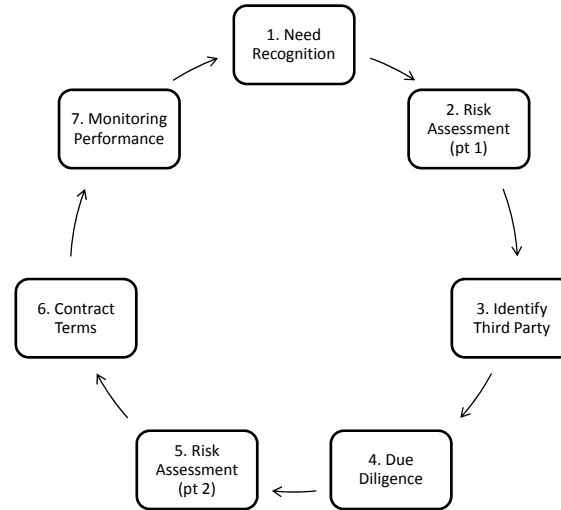 1. Need
Recognition
2. Risk
Assessment
(pt 1)
3. Identify
Third Party
4. Due
Diligence
5. Risk
Assessment
(pt 2)
6. Contract
Terms
7. Monitoring
Performance